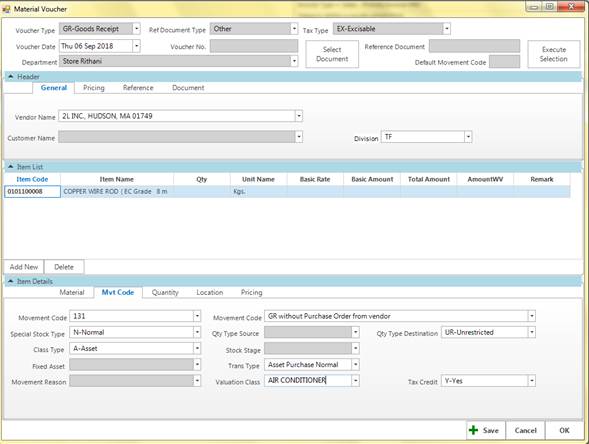 Material Voucher
Voucher Type GR-Goods Receipt Ref Document Type Other Tax Type EX-Excisable
Voucher Date Thu 06 Sep 2018 Voucher No. Select Document Reference Document Execute Selection
Department Store Rithani Default Movement Code
Header
General Pricing Reference Document
Vendor Name 2L INC., HUDSON, MA 01749
Customer Name Division TF
Item List
Item Code Item Name Qty Unit Name Basic Rate Basic Amount Total Amount AmountWV Remark
0101100008 COPPER WIRE ROD ( EC Grade 8 m Kgs.
Add New Delete
Item Details
Material Mvt Code Quantity Location Pricing
Movement Code 131 Movement Code GR without Purchase Order from vendor
Special Stock Type N-Normal Qty Type Source Qty Type Destination UR-Unrestricted
Class Type A-Asset Stock Stage
Fixed Asset Trans Type Asset Purchase Normal
Movement Reason Valuation Class AIR CONDITIONER Tax Credit Y-Yes
Save Cancel OK